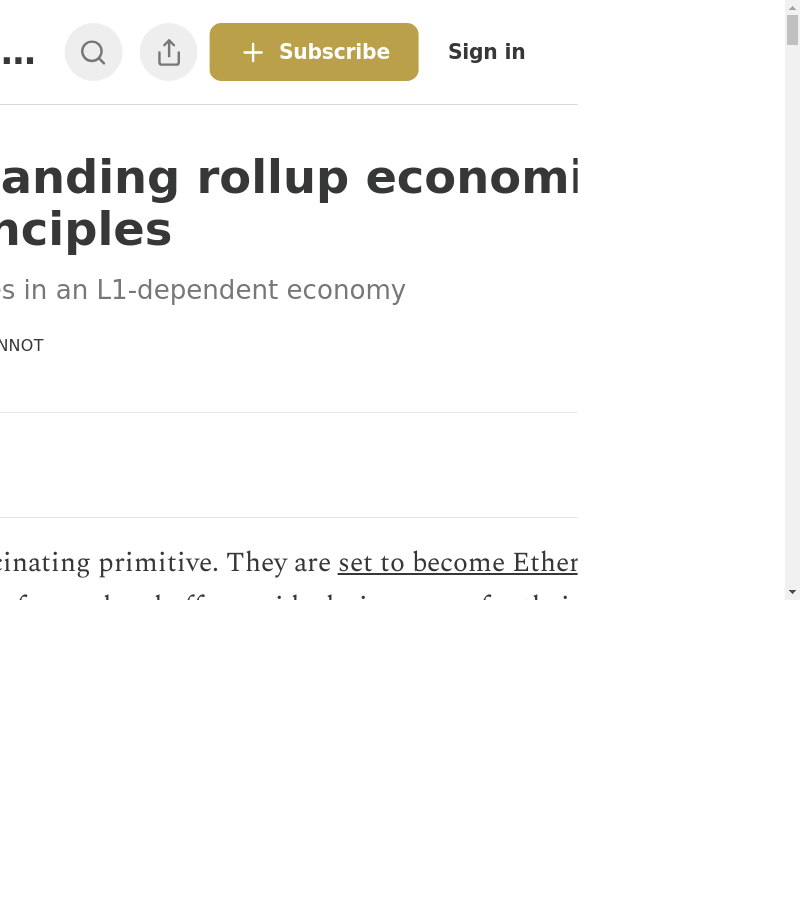 ...
Subscribe
Sign in
anding rollup economi
nciples
s in an L1-dependent economy
NNOT
cinating primitive. They are set to become Ether